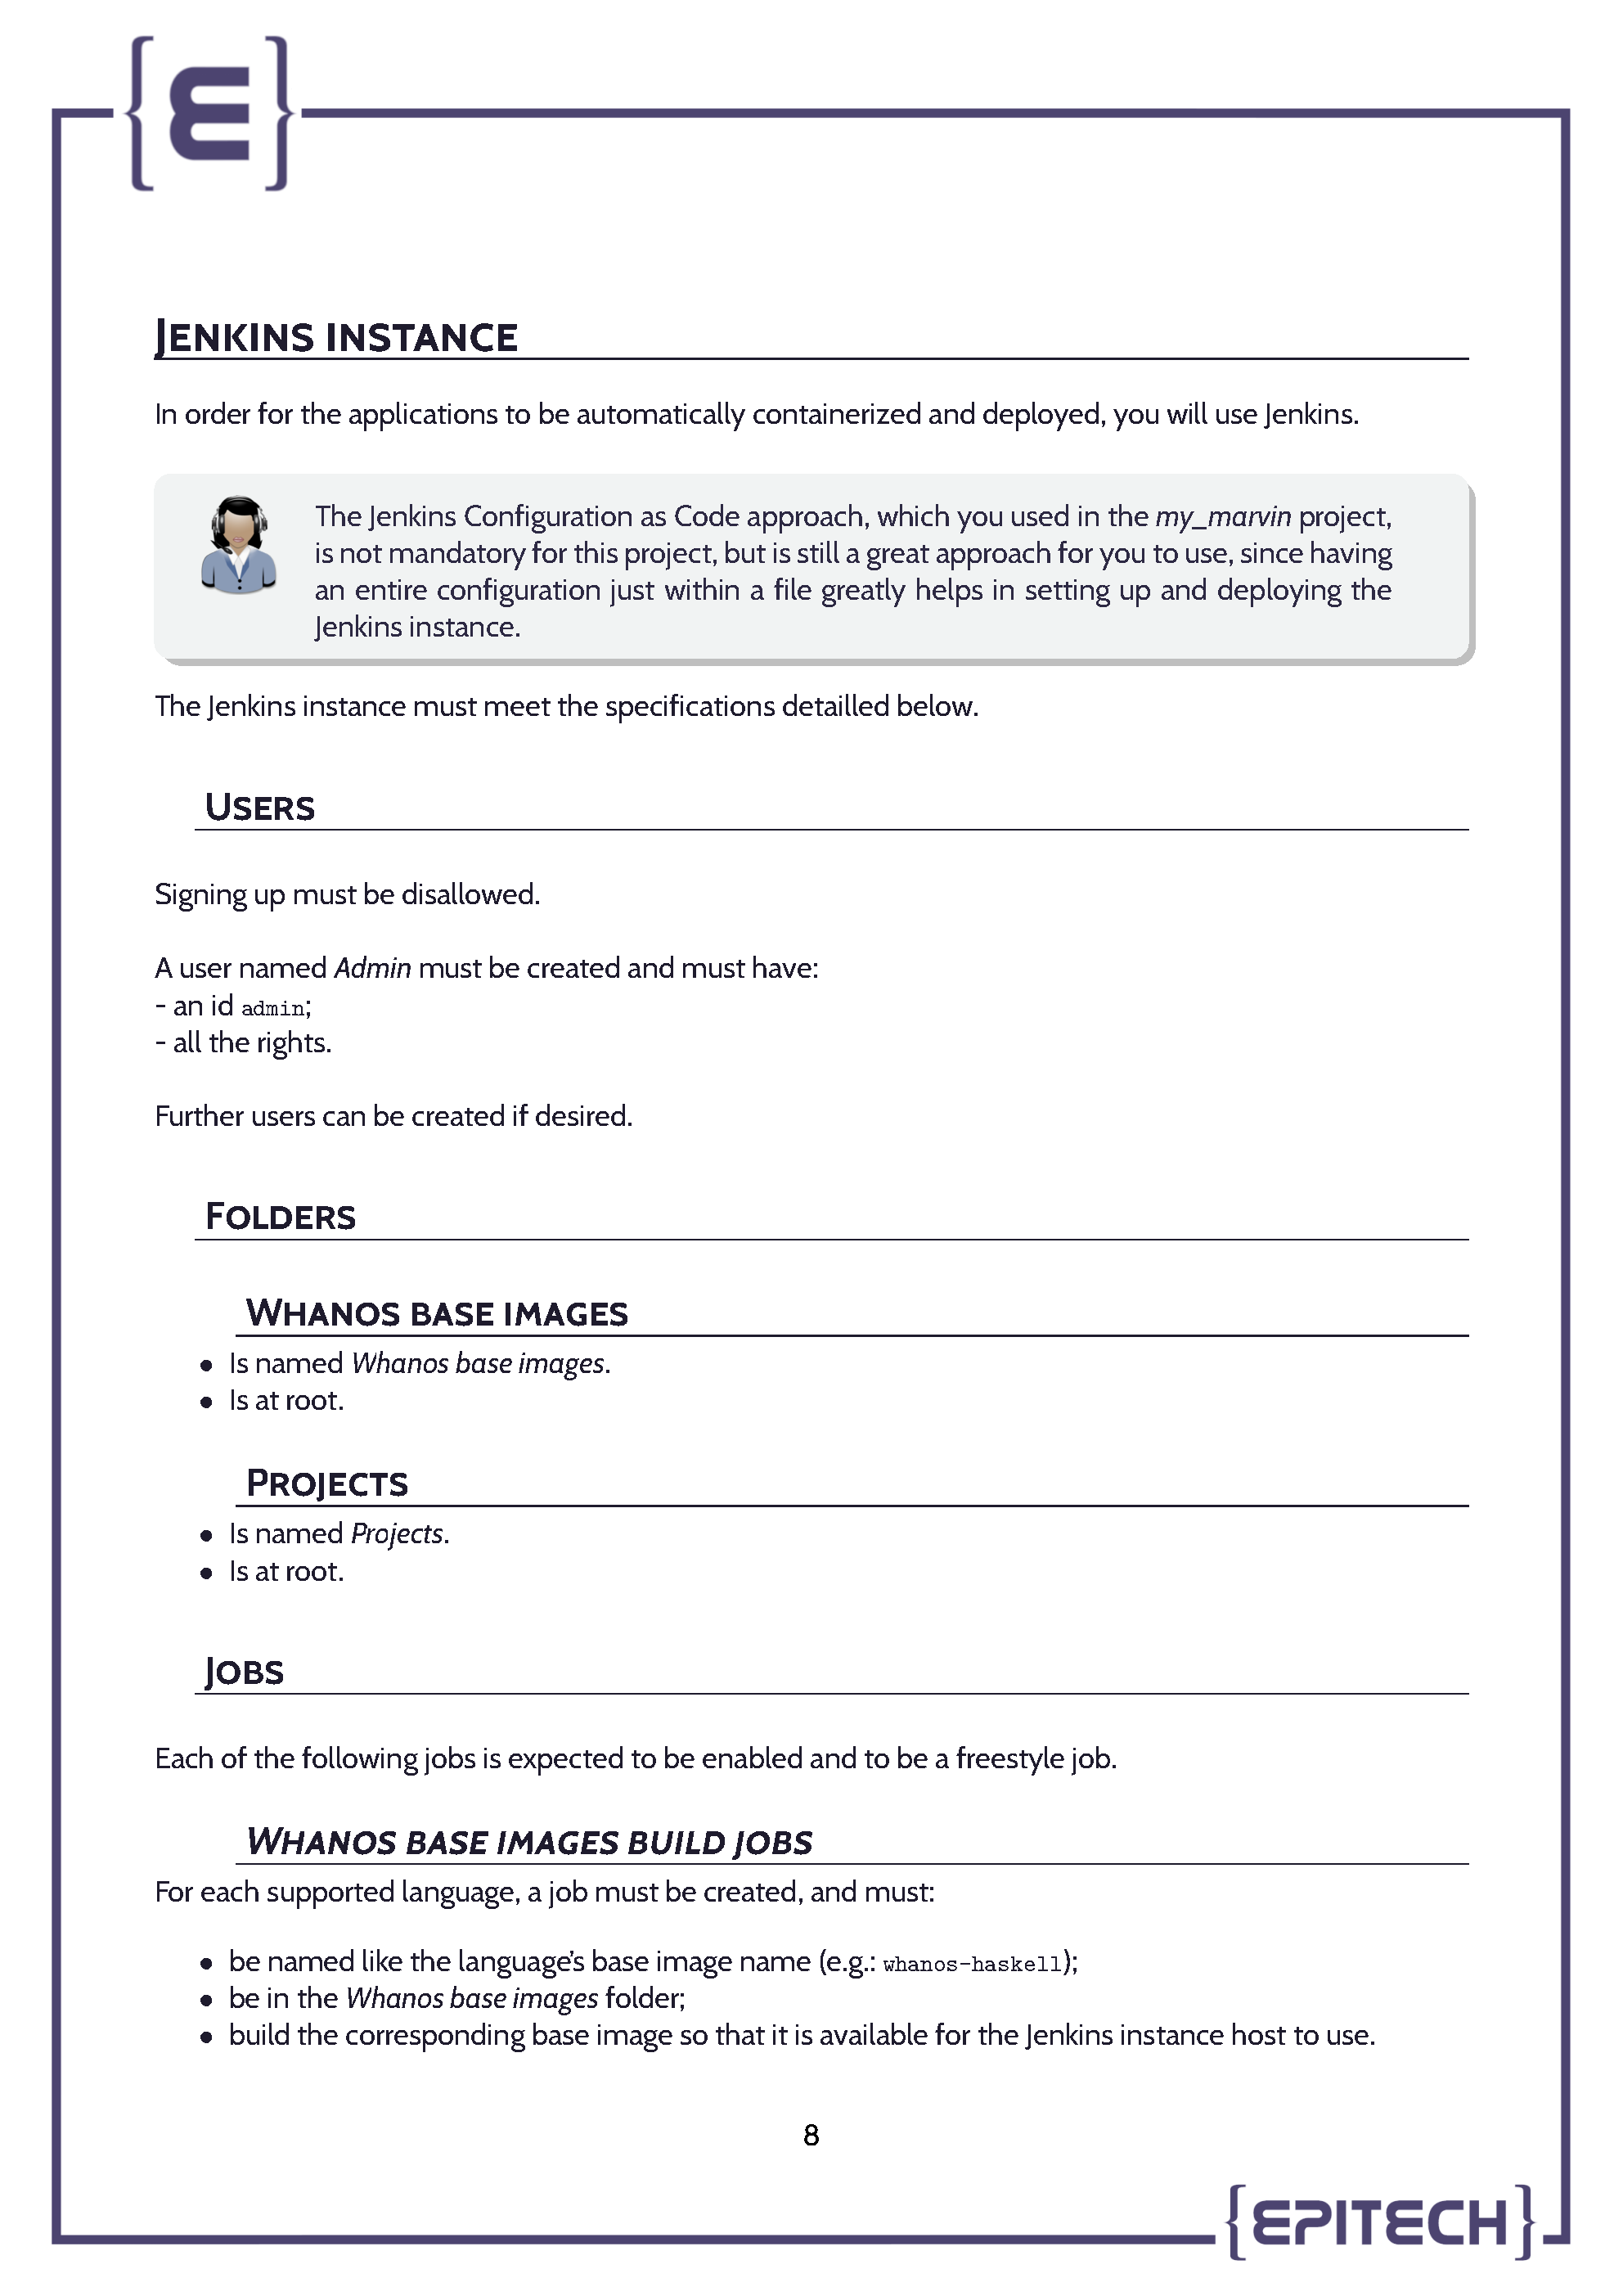 {E}
JENKINS INSTANCE
In order for the applications to be automatically containerized and deployed, you will use Jenkins.
The Jenkins Configuration as Code approach, which you used in the my_marvin project,
is not mandatory for this project, but is still a great approach for you to use, since having
an entire configuration just within a file greatly helps in setting up and deploying the
Jenkins instance.
The Jenkins instance must meet the specifications detailled below.
USERS
Signing up must be disallowed.
A user named Admin must be created and must have:
- an id admin;
- all the rights.
Further users can be created if desired.
FOLDERS
WHANOS BASE IMAGES
• Is named Whanos base images.
• Is at root.
PROJECTS
• Is named Projects.
• Is at root.
JOBS
Each of the following jobs is expected to be enabled and to be a freestyle job.
WHANOS BASE IMAGES BUILD JOBS
For each supported language, a job must be created, and must:
• be named like the language's base image name (e.g.: whanos-haskell);
• be in the Whanos base images folder;
• build the corresponding base image so that it is available for the Jenkins instance host to use.
8
{EPITECH}